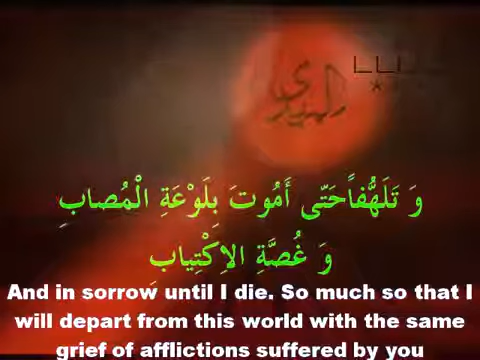 المهدي
وَ تَلَهُّفاً حَتّى أَمُوتَ بِلَوْعَةِ الْمُصابِ
وَ غُصَّةِ الاِكْتِيابِ
And in sorrow until I die. So much so that I
will depart from this world with the same
grief of afflictions suffered by you